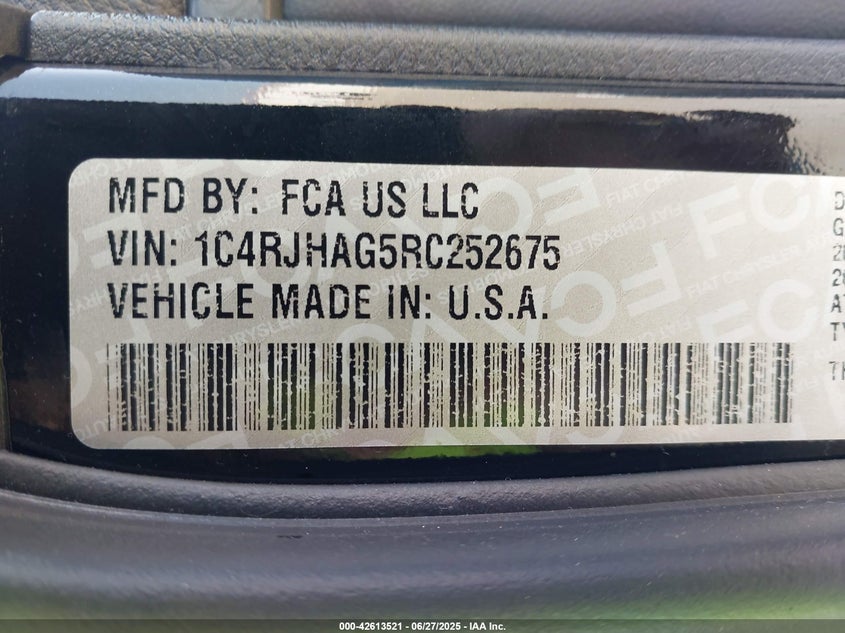 MFD BY: FCA US LLC
VIN: 1C4RJHAG5RC252675
VEHICLE MADE IN: U.S.A.
000-42613521 | 06/27/2025 - IAA Inc.